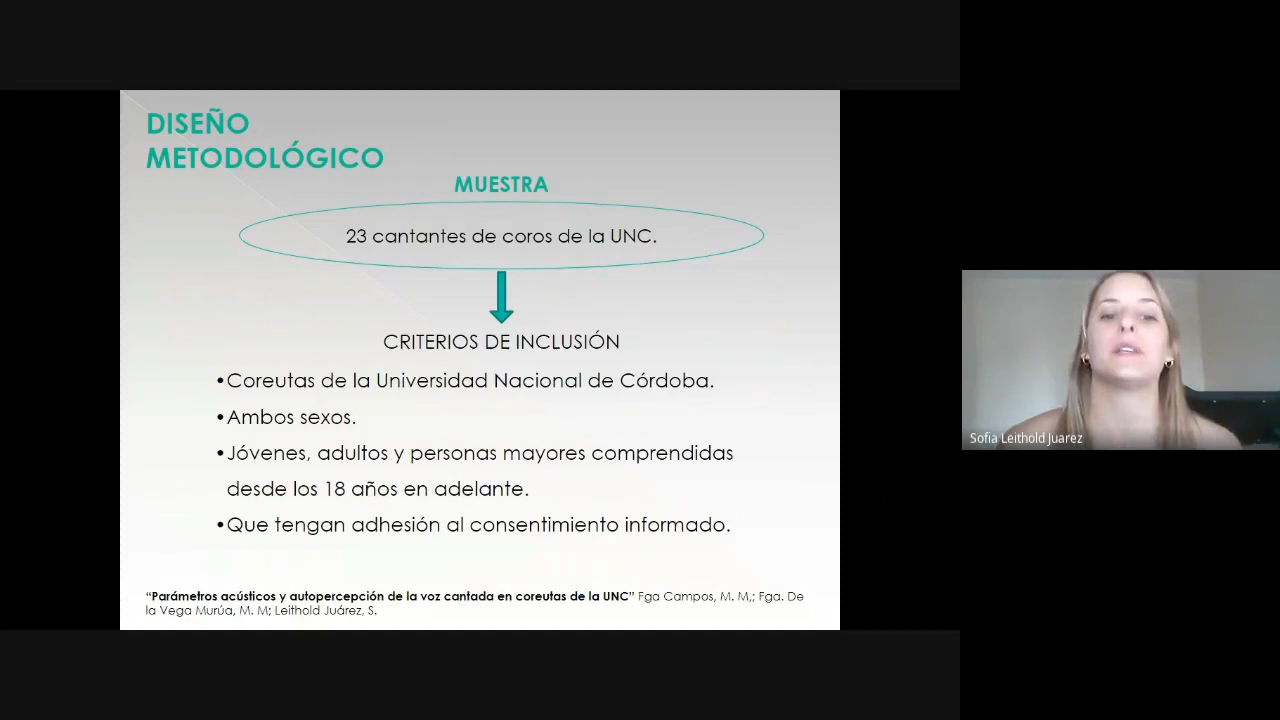 DISEÑO
METODOLÓGICO
MUESTRA
23 cantantes de coros de la UNC.
CRITERIOS DE INCLUSIÓN
•Coreutas de la Universidad Nacional de Córdoba.
•Ambos sexos.
•Jóvenes, adultos y personas mayores comprendidas
desde los 18 años en adelante.
•Que tengan adhesión al consentimiento informado.
“Parámetros acústicos y autopercepción de la voz cantada en coreutas de la UNC” Fga Campos, M. M,; Fga. De
la Vega Murúa, M. M; Leithold Juárez, S.
Sofia Leithold Juarez